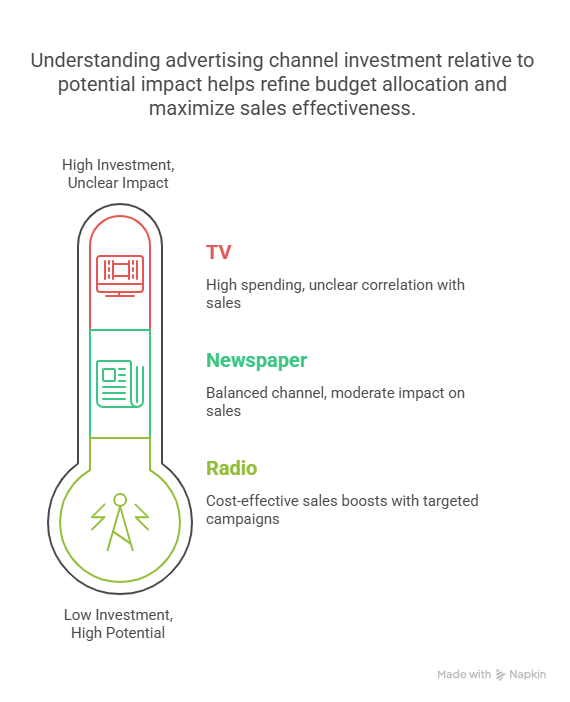 Understanding advertising channel investment relative to
potential impact helps refine budget allocation and
maximize sales effectiveness.
High Investment,
Unclear Impact
TV
High spending, unclear correlation with
sales
Newspaper
Balanced channel, moderate impact on
sales
Radio
Cost-effective sales boosts with targeted
campaigns
Low Investment,
High Potential
Made with Napkin